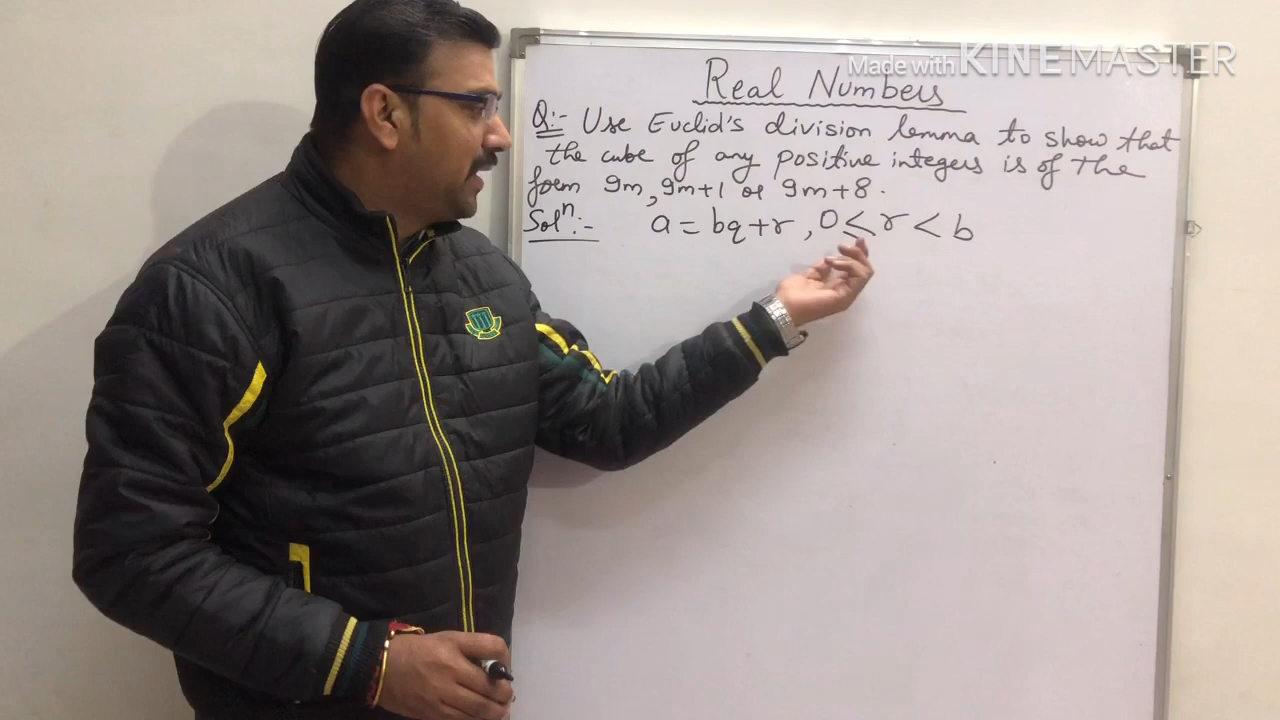 Made with KINEMASTER
Real Numbers
Q:- Use Euclid's division lemma to show that
the cube of any positive integers is of the
form 9m, 9m+1 or 9m+8.
Solⁿ:- a = bq+r , 0 ≤ r < b